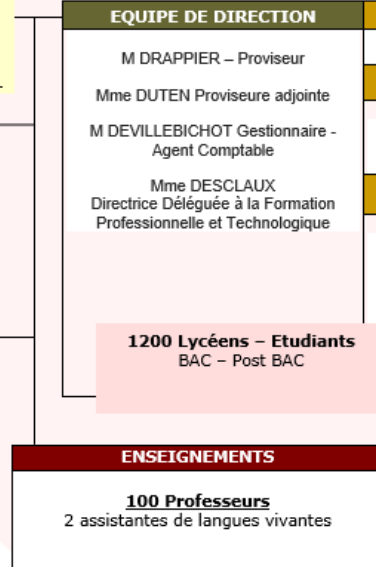 EQUIPE DE DIRECTION
M DRAPPIER – Proviseur
Mme DUTEN Proviseure adjointe
M DEVILLEBICHOT Gestionnaire -
Agent Comptable
Mme DESCLAUX
Directrice Déléguée à la Formation
Professionnelle et Technologique
1200 Lycéens – Etudiants
BAC – Post BAC
ENSEIGNEMENTS
100 Professeurs
2 assistantes de langues vivantes